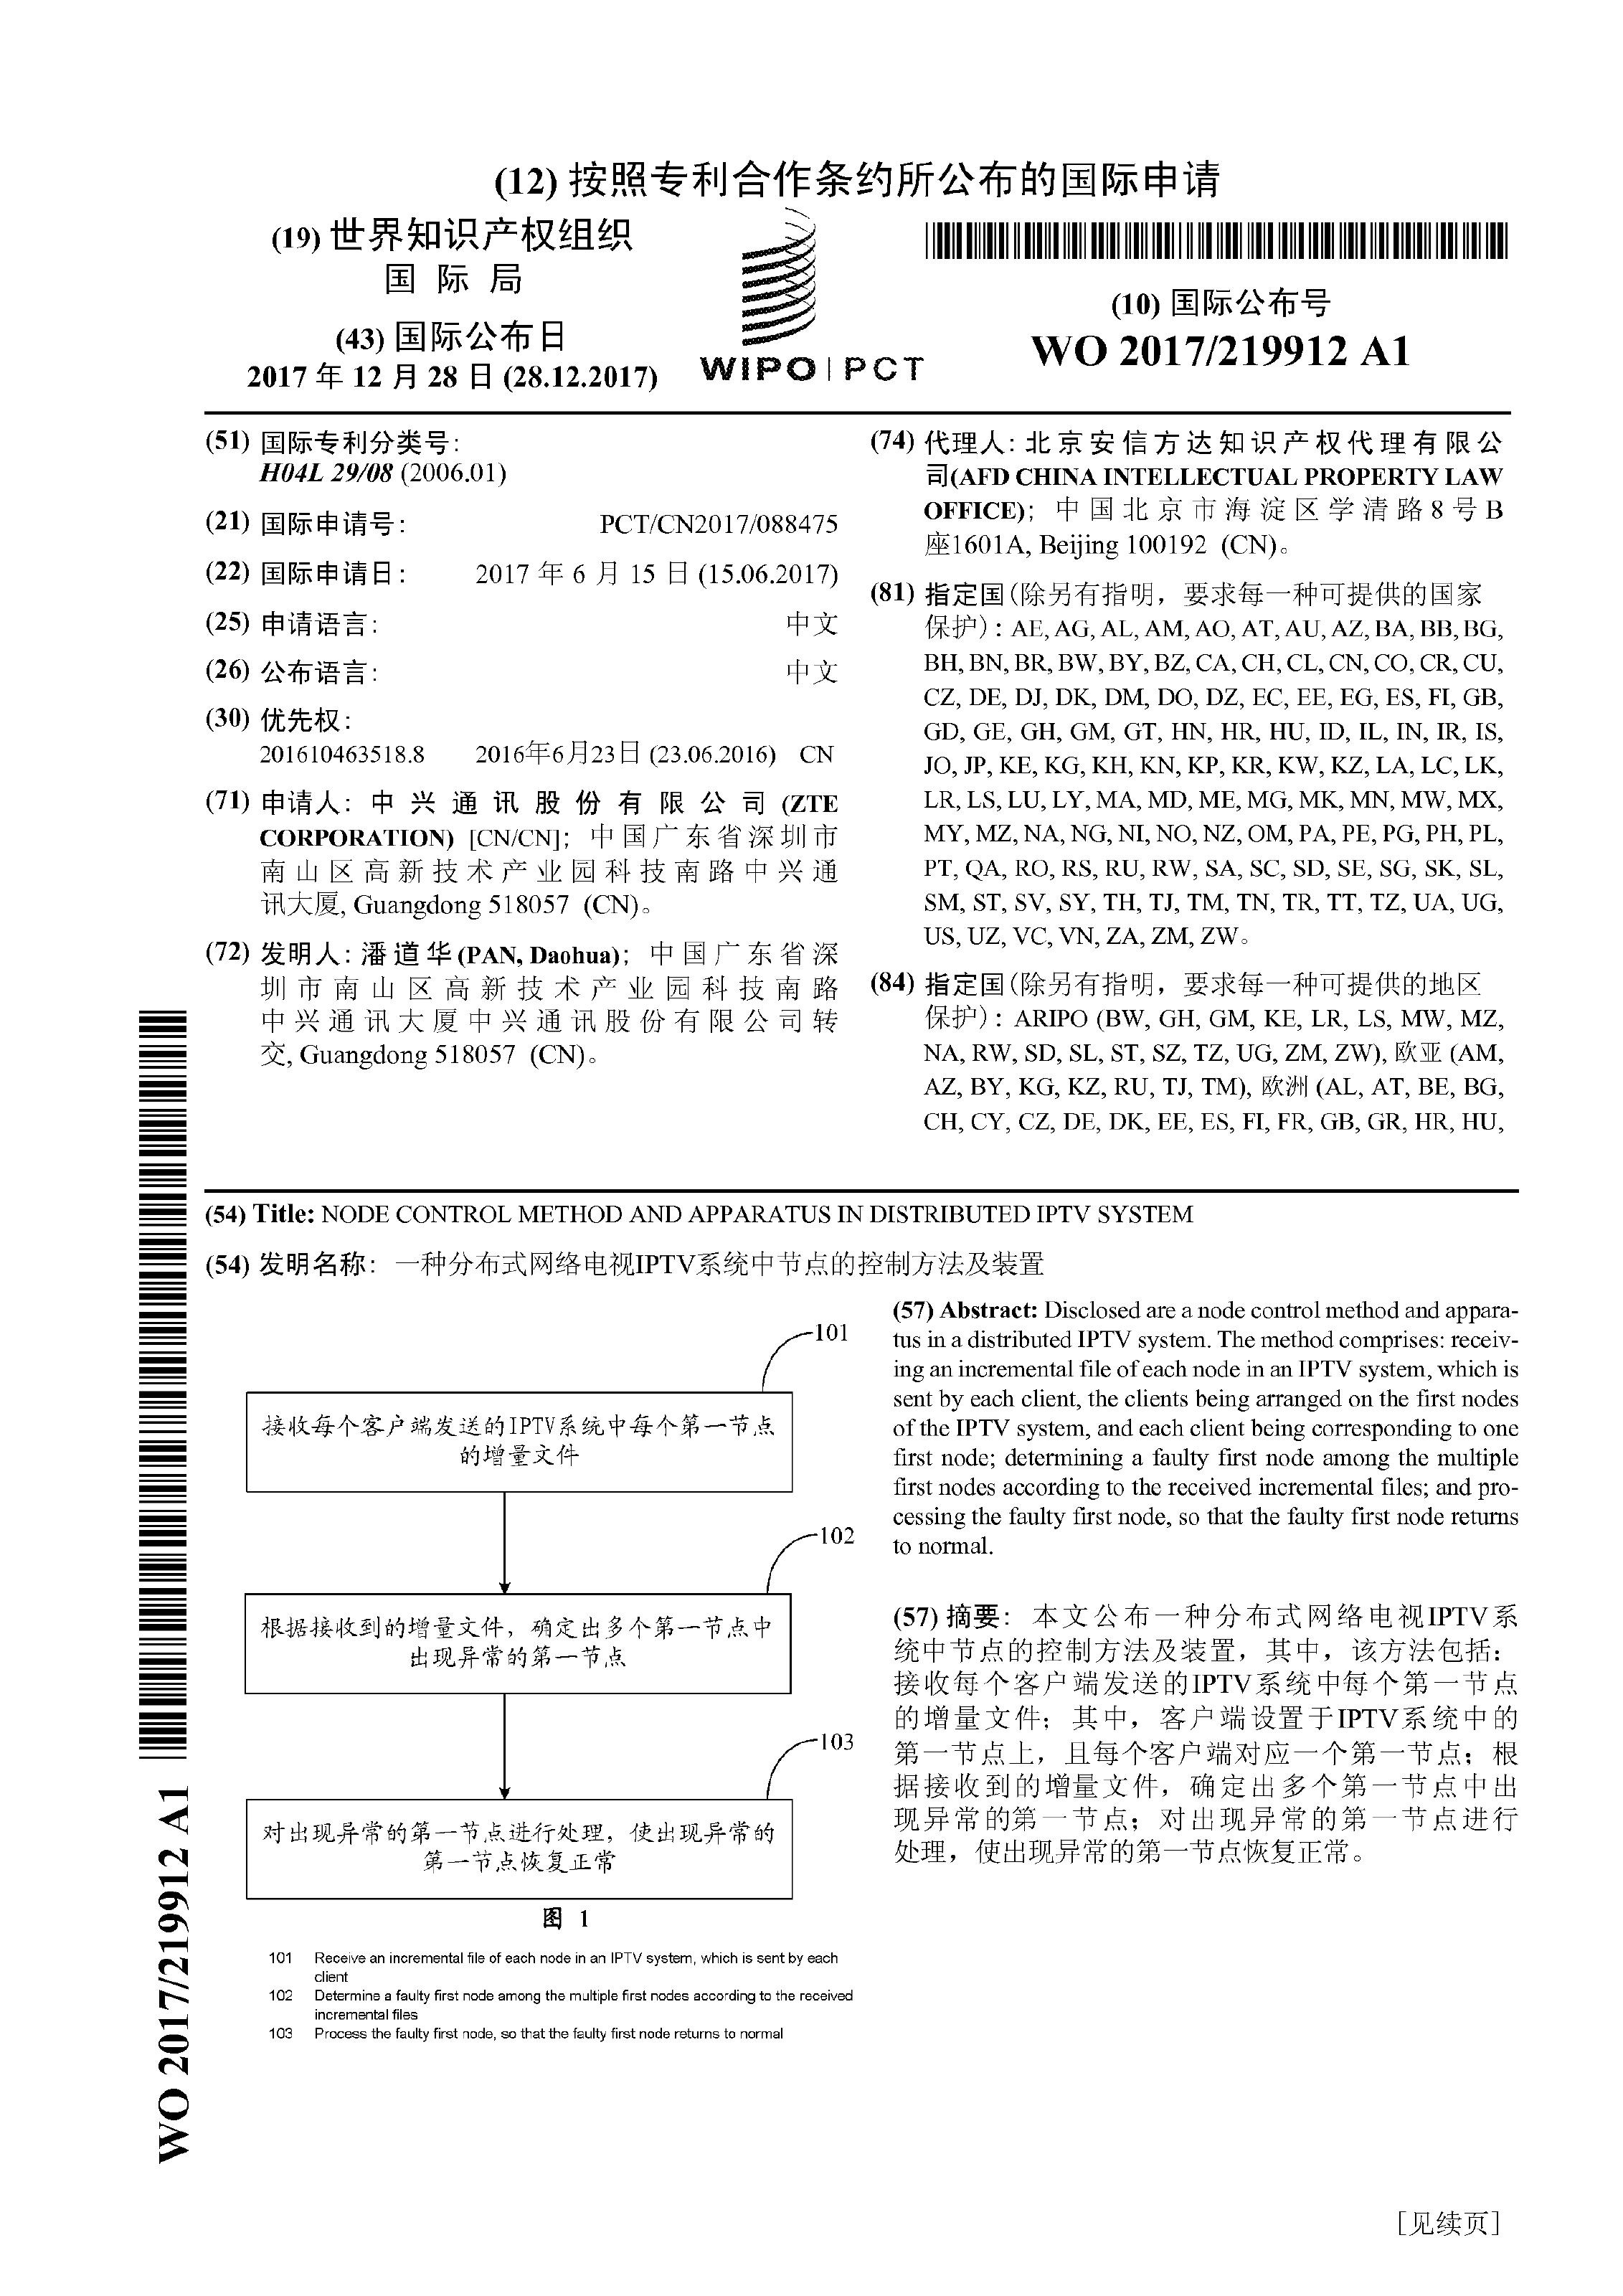 (12) 按照专利合作条约所公布的国际申请
(19) 世界知识产权组织
国 际 局
(43) 国际公布日
2017 年 12 月 28 日 (28.12.2017)
WIPO | PCT
(10) 国际公布号
WO 2017/219912 A1
(51) 国际专利分类号:
H04L 29/08 (2006.01)
(21) 国际申请号: PCT/CN2017/088475
(22) 国际申请日: 2017 年 6 月 15 日 (15.06.2017)
(25) 申请语言: 中文
(26) 公布语言: 中文
(30) 优先权:
201610463518.8 2016年6月23日 (23.06.2016) CN
(71) 申请人: 中兴通讯股份有限公司 (ZTE
CORPORATION) [CN/CN]; 中国广东省深圳市
南山区高新技术产业园科技南路中兴通
讯大厦, Guangdong 518057 (CN)。
(72) 发明人: 潘道华 (PAN, Daohua); 中国广东省深
圳市南山区高新技术产业园科技南路
中兴通讯大厦中兴通讯股份有限公司转
交, Guangdong 518057 (CN)。
(74) 代理人: 北京安信方达知识产权代理有限公
司(AFD CHINA INTELLECTUAL PROPERTY LAW
OFFICE); 中国北京市海淀区学清路8号B
座1601A, Beijing 100192 (CN)。
(81) 指定国(除另有指明，要求每一种可提供的国家
保护): AE, AG, AL, AM, AO, AT, AU, AZ, BA, BB, BG,
BH, BN, BR, BW, BY, BZ, CA, CH, CL, CN, CO, CR, CU,
CZ, DE, DJ, DK, DM, DO, DZ, EC, EE, EG, ES, FI, GB,
GD, GE, GH, GM, GT, HN, HR, HU, ID, IL, IN, IR, IS,
JO, JP, KE, KG, KH, KN, KP, KR, KW, KZ, LA, LC, LK,
LR, LS, LU, LY, MA, MD, ME, MG, MK, MN, MW, MX,
MY, MZ, NA, NG, NI, NO, NZ, OM, PA, PE, PG, PH, PL,
PT, QA, RO, RS, RU, RW, SA, SC, SD, SE, SG, SK, SL,
SM, ST, SV, SY, TH, TJ, TM, TN, TR, TT, TZ, UA, UG,
US, UZ, VC, VN, ZA, ZM, ZW。
(84) 指定国(除另有指明，要求每一种可提供的地区
保护): ARIPO (BW, GH, GM, KE, LR, LS, MW, MZ,
NA, RW, SD, SL, ST, SZ, TZ, UG, ZM, ZW), 欧亚 (AM,
AZ, BY, KG, KZ, RU, TJ, TM), 欧洲 (AL, AT, BE, BG,
CH, CY, CZ, DE, DK, EE, ES, FI, FR, GB, GR, HR, HU,
(54) Title: NODE CONTROL METHOD AND APPARATUS IN DISTRIBUTED IPTV SYSTEM
(54) 发明名称: 一种分布式网络电视IPTV系统中节点的控制方法及装置
101
接收每个客户端发送的IPTV系统中每个第一节点
的增量文件
102
根据接收到的增量文件，确定出多个第一节点中
出现异常的第一节点
103
对出现异常的第一节点进行处理，使出现异常的
第一节点恢复正常
图 1
101 Receive an incremental file of each node in an IPTV system, which is sent by each
client
102 Determine a faulty first node among the multiple first nodes according to the received
incremental files
103 Process the faulty first node, so that the faulty first node returns to normal
(57) Abstract: Disclosed are a node control method and appara-
tus in a distributed IPTV system. The method comprises: receiv-
ing an incremental file of each node in an IPTV system, which is
sent by each client, the clients being arranged on the first nodes
of the IPTV system, and each client being corresponding to one
first node; determining a faulty first node among the multiple
first nodes according to the received incremental files; and pro-
cessing the faulty first node, so that the faulty first node returns
to normal.
(57) 摘要: 本文公布一种分布式网络电视IPTV系
统中节点的控制方法及装置，其中，该方法包括:
接收每个客户端发送的IPTV系统中每个第一节点
的增量文件；其中，客户端设置于IPTV系统中的
第一节点上，且每个客户端对应一个第一节点；根
据接收到的增量文件，确定出多个第一节点中出
现异常的第一节点；对出现异常的第一节点进行
处理，使出现异常的第一节点恢复正常。
WO 2017/219912 A1
[见续页]